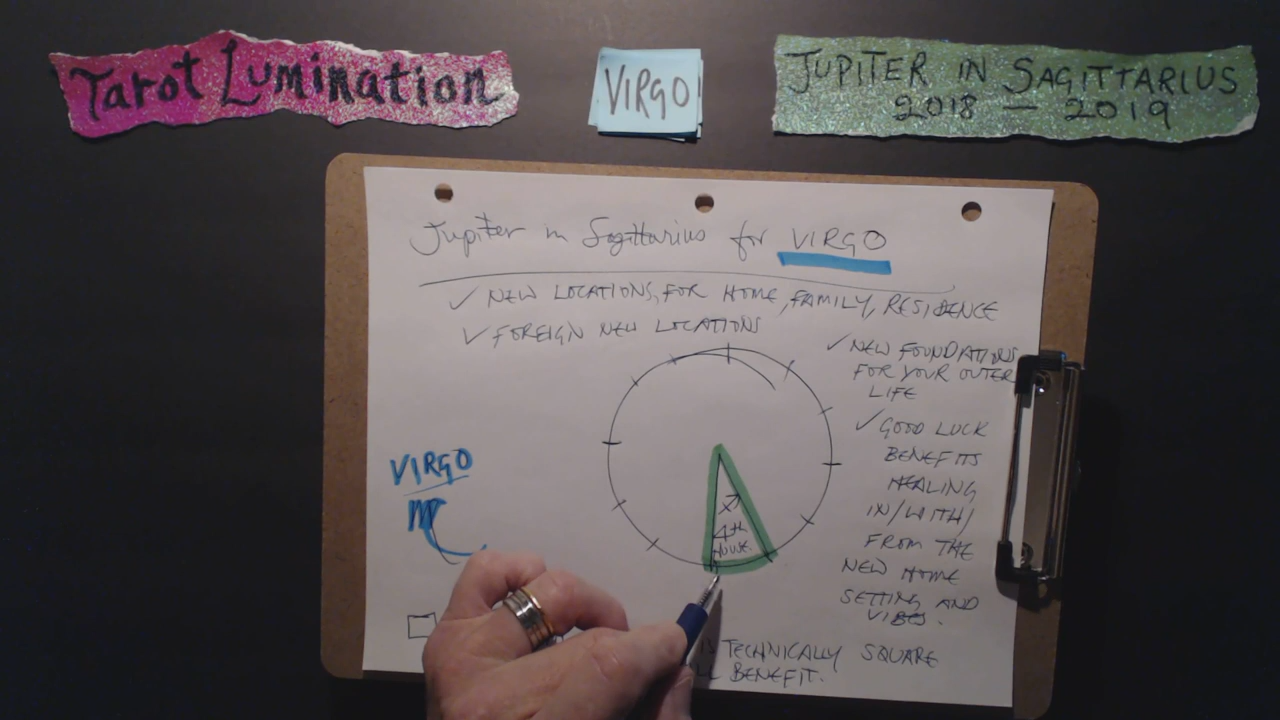 Tarot Lumination
VIRGO
JUPITER IN SAGITTARIUS
2018 — 2019
Jupiter in Sagittarius for VIRGO
✓ NEW LOCATIONS, FOR HOME, FAMILY, RESIDENCE
✓ FOREIGN NEW LOCATIONS
✓ NEW FOUNDATIONS
FOR YOUR OUTER
LIFE
✓ GOOD LUCK
BENEFITS
HEALING
IN/WITH/
FROM THE
NEW HOME
SETTING AND
VIBES.
VIRGO
♍
♐
4th
House.
TECHNICALLY SQUARE
BENEFIT.